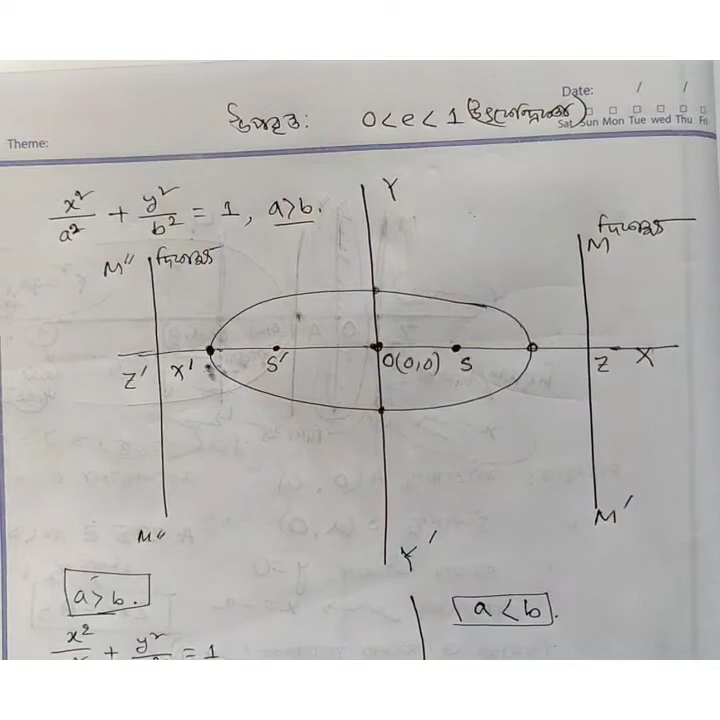 Date: / /
উপবৃত্ত: 0 < e < 1 (উৎকেন্দ্রিকতা)
Sat Sun Mon Tue wed Thu Fri
Theme:
x²/a² + y²/b² = 1, a>b.
Y
নিয়ামক
M
M" নিয়ামক
Z' X' S' O(0,0) S Z X
M" M'
Y'
a>b. a<b.
x² y²
+ = 1